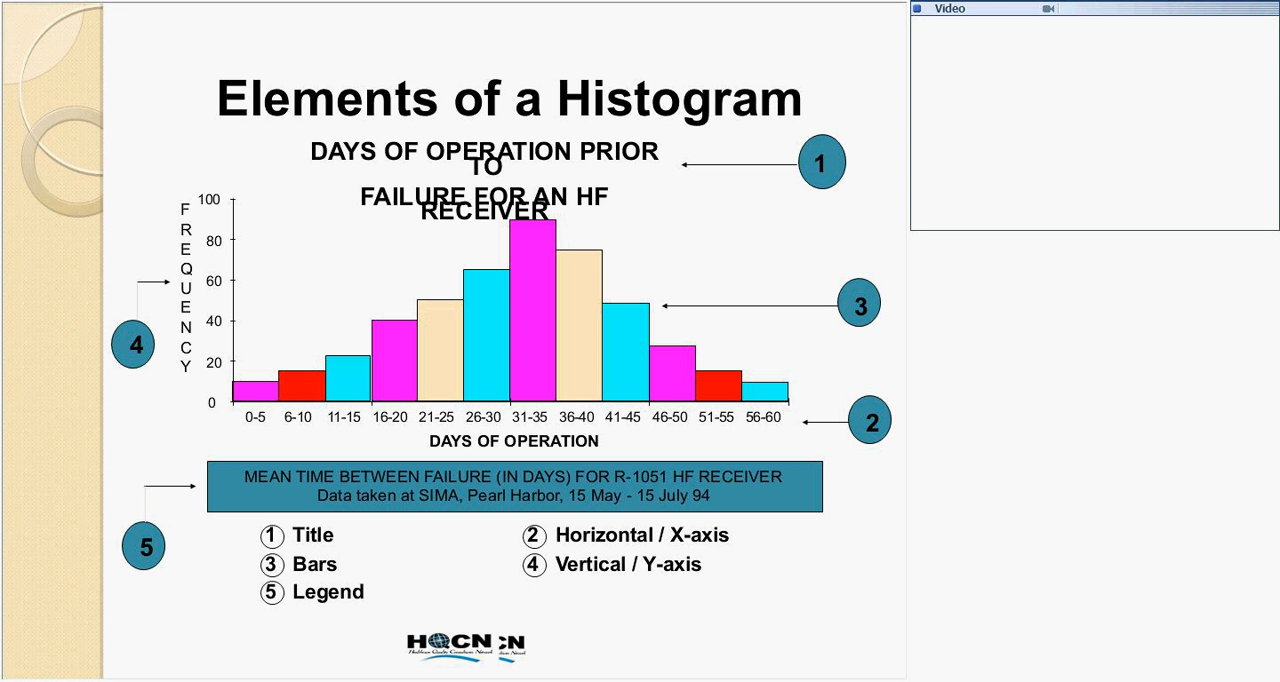 Video
Elements of a Histogram
DAYS OF OPERATION PRIOR
TO
FAILURE FOR AN HF
RECEIVER
1
FREQUENCY
100
80
60
40
20
0
3
4
0-5 6-10 11-15 16-20 21-25 26-30 31-35 36-40 41-45 46-50 51-55 56-60
2
DAYS OF OPERATION
MEAN TIME BETWEEN FAILURE (IN DAYS) FOR R-1051 HF RECEIVER
Data taken at SIMA, Pearl Harbor, 15 May - 15 July 94
5
1 Title
2 Horizontal / X-axis
3 Bars
4 Vertical / Y-axis
5 Legend
HQCN CN